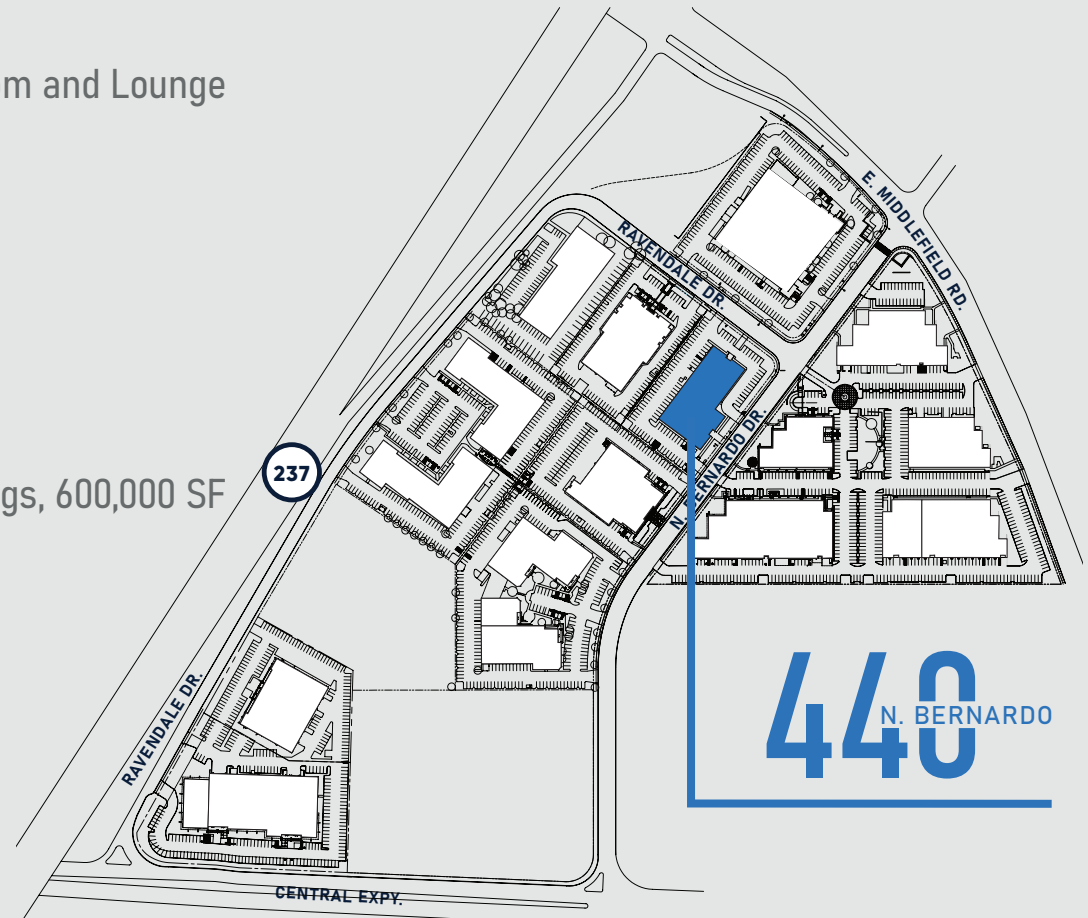 m and Lounge
E. MIDDLEFIELD RD.
RAVENDALE DR.
N. BERNARDO DR.
237
gs, 600,000 SF
440
N. BERNARDO
RAVENDALE DR.
CENTRAL EXPY.